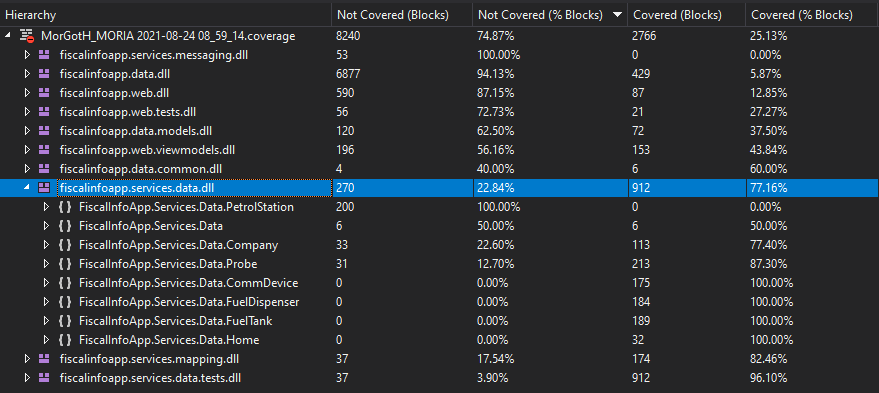 Hierarchy Not Covered (Blocks) Not Covered (% Blocks) Covered (Blocks) Covered (% Blocks)
MorGotH_MORIA 2021-08-24 08_59_14.coverage 8240 74.87% 2766 25.13%
fiscalinfoapp.services.messaging.dll 53 100.00% 0 0.00%
fiscalinfoapp.data.dll 6877 94.13% 429 5.87%
fiscalinfoapp.web.dll 590 87.15% 87 12.85%
fiscalinfoapp.web.tests.dll 56 72.73% 21 27.27%
fiscalinfoapp.data.models.dll 120 62.50% 72 37.50%
fiscalinfoapp.web.viewmodels.dll 196 56.16% 153 43.84%
fiscalinfoapp.data.common.dll 4 40.00% 6 60.00%
fiscalinfoapp.services.data.dll 270 22.84% 912 77.16%
{ } FiscalInfoApp.Services.Data.PetrolStation 200 100.00% 0 0.00%
{ } FiscalInfoApp.Services.Data 6 50.00% 6 50.00%
{ } FiscalInfoApp.Services.Data.Company 33 22.60% 113 77.40%
{ } FiscalInfoApp.Services.Data.Probe 31 12.70% 213 87.30%
{ } FiscalInfoApp.Services.Data.CommDevice 0 0.00% 175 100.00%
{ } FiscalInfoApp.Services.Data.FuelDispenser 0 0.00% 184 100.00%
{ } FiscalInfoApp.Services.Data.FuelTank 0 0.00% 189 100.00%
{ } FiscalInfoApp.Services.Data.Home 0 0.00% 32 100.00%
fiscalinfoapp.services.mapping.dll 37 17.54% 174 82.46%
fiscalinfoapp.services.data.tests.dll 37 3.90% 912 96.10%